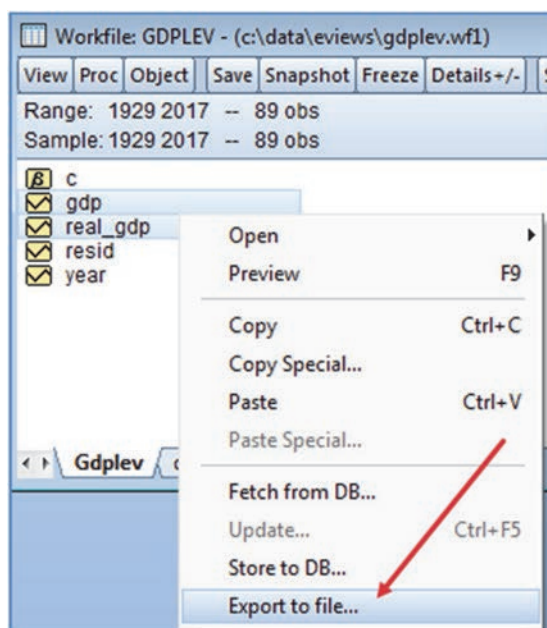 Workfile: GDPLEV - (c:\data\eviews\gdplev.wf1)
View Proc Object Save Snapshot Freeze Details+/-
Range: 1929 2017 -- 89 obs
Sample: 1929 2017 -- 89 obs
β c
gdp
real_gdp
resid
year
Open
Preview F9
Copy Ctrl+C
Copy Special...
Paste Ctrl+V
Paste Special...
Gdplev
Fetch from DB...
Update... Ctrl+F5
Store to DB...
Export to file...